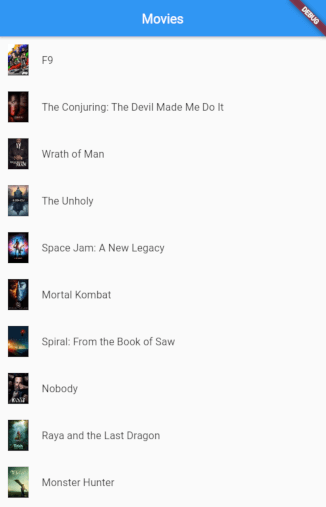 Movies
DEBUG
F9
The Conjuring: The Devil Made Me Do It
Wrath of Man
The Unholy
Space Jam: A New Legacy
Mortal Kombat
Spiral: From the Book of Saw
Nobody
Raya and the Last Dragon
Monster Hunter